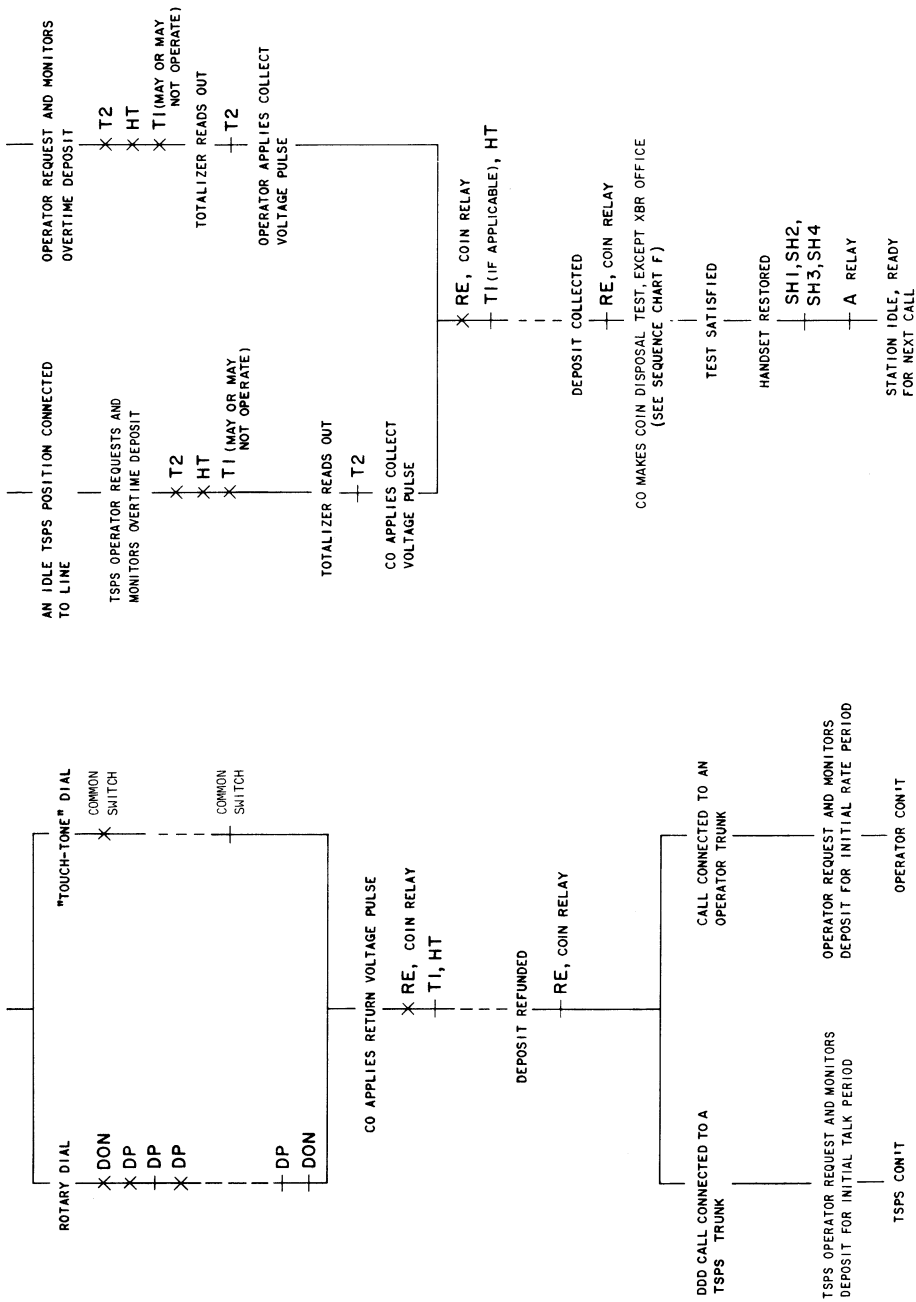 ROTARY DIAL
DON
DP
DP
DP
DP
DON
"TOUCH-TONE" DIAL
COMMON
SWITCH
COMMON
SWITCH
CO APPLIES RETURN VOLTAGE PULSE
RE, COIN RELAY
T1, HT
DEPOSIT REFUNDED
RE, COIN RELAY
DDD CALL CONNECTED TO A
TSPS TRUNK
TSPS OPERATOR REQUEST AND MONITORS
DEPOSIT FOR INITIAL TALK PERIOD
TSPS CON'T
CALL CONNECTED TO AN
OPERATOR TRUNK
OPERATOR REQUEST AND MONITORS
DEPOSIT FOR INITIAL RATE PERIOD
OPERATOR CON'T
AN IDLE TSPS POSITION CONNECTED
TO LINE
TSPS OPERATOR REQUESTS AND
MONITORS OVERTIME DEPOSIT
T2
HT
T1 (MAY OR MAY
NOT OPERATE)
TOTALIZER READS OUT
T2
CO APPLIES COLLECT
VOLTAGE PULSE
OPERATOR REQUEST AND MONITORS
OVERTIME DEPOSIT
T2
HT
T1 (MAY OR MAY
NOT OPERATE)
TOTALIZER READS OUT
T2
OPERATOR APPLIES COLLECT
VOLTAGE PULSE
RE, COIN RELAY
T1 (IF APPLICABLE), HT
DEPOSIT COLLECTED
RE, COIN RELAY
CO MAKES COIN DISPOSAL TEST, EXCEPT XBR OFFICE
(SEE SEQUENCE CHART F)
TEST SATISFIED
HANDSET RESTORED
SH1, SH2,
SH3, SH4
A RELAY
STATION IDLE, READY
FOR NEXT CALL